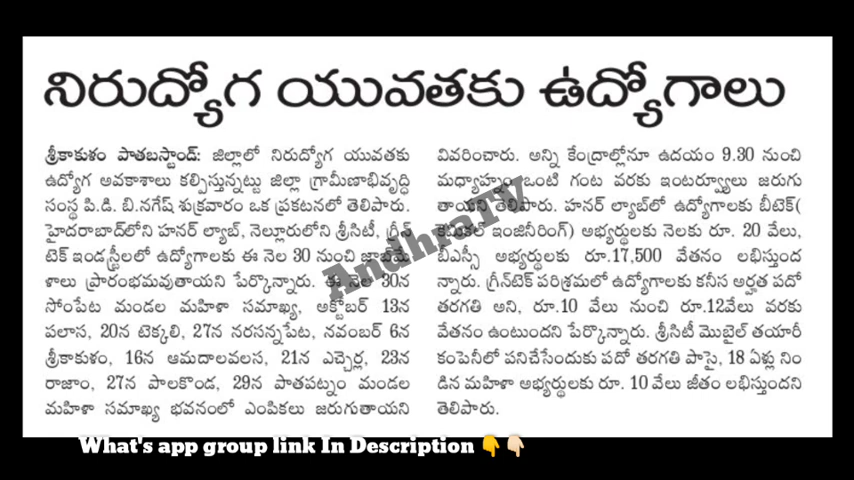 నిరుద్యోగ యువతకు ఉద్యోగాలు
శ్రీకాకుళం పాతబస్టాండ్: జిల్లాలో నిరుద్యోగ యువతకు
ఉద్యోగ అవకాశాలు కల్పిస్తున్నట్టు జిల్లా గ్రామీణాభివృద్ధి
సంస్థ పి.డి. బి.నగేష్ శుక్రవారం ఒక ప్రకటనలో తెలిపారు.
హైదరాబాద్‌లోని హనర్ ల్యాబ్, నెల్లూరులోని శ్రీసిటీ, గ్రీన్
టెక్ ఇండస్ట్రీలలో ఉద్యోగాలకు ఈ నెల 30 నుంచి జాబ్‌మే
ళాలు ప్రారంభమవుతాయని పేర్కొన్నారు. ఈ నెల 30న
సోంపేట మండల మహిళా సమాఖ్య, అక్టోబర్ 13న
పలాస, 20న టెక్కలి, 27న నరసన్నపేట, నవంబర్ 6న
శ్రీకాకుళం, 16న ఆమదాలవలస, 21న ఎచ్చెర్ల, 23న
రాజాం, 27న పాలకొండ, 29న పాతపట్నం మండల
మహిళా సమాఖ్య భవనంలో ఎంపికలు జరుగుతాయని
వివరించారు. అన్ని కేంద్రాల్లోనూ ఉదయం 9.30 నుంచి
మధ్యాహ్నం ఒంటి గంట వరకు ఇంటర్వ్యూలు జరుగు
తాయని తెలిపారు. హనర్ ల్యాబ్‌లో ఉద్యోగాలకు బీటెక్(
కెమికల్ ఇంజినీరింగ్) అభ్యర్థులకు నెలకు రూ. 20 వేలు,
బీఎస్సీ అభ్యర్థులకు రూ.17,500 వేతనం లభిస్తుంద
న్నారు. గ్రీన్‌టెక్ పరిశ్రమలో ఉద్యోగాలకు కనీస అర్హత పదో
తరగతి అని, రూ.10 వేలు నుంచి రూ.12వేలు వరకు
వేతనం ఉంటుందని పేర్కొన్నారు. శ్రీసిటీ మొబైల్ తయారీ
కంపెనీలో పనిచేసేందుకు పదో తరగతి పాసై, 18 ఏళ్లు నిం
డిన మహిళా అభ్యర్థులకు రూ. 10 వేలు జీతం లభిస్తుందని
తెలిపారు.
Andhrary
What's app group link In Description 👇👇🏻